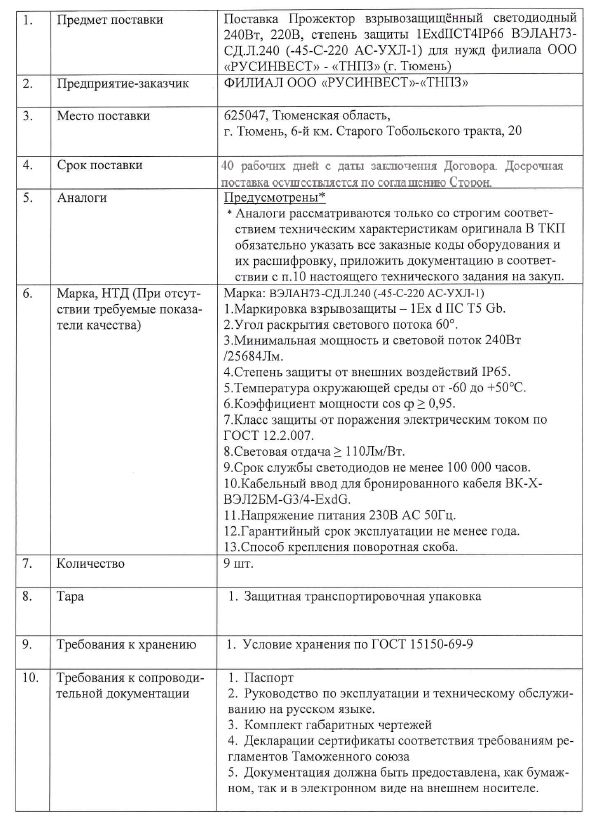 1. Предмет поставки
Поставка Прожектор взрывозащищённый светодиодный
240Вт, 220В, степень защиты 1ExdIICT4IP66 ВЭЛАН73-
СД.Л.240 (-45-С-220 АС-УХЛ-1) для нужд филиала ООО
«РУСИНВЕСТ» - «ТНПЗ» (г. Тюмень)
2. Предприятие-заказчик
ФИЛИАЛ ООО «РУСИНВЕСТ»-«ТНПЗ»
3. Место поставки
625047, Тюменская область,
г. Тюмень, 6-й км. Старого Тобольского тракта, 20
4. Срок поставки
40 рабочих дней с даты заключения Договора. Досрочная
поставка осуществляется по соглашению Сторон.
5. Аналоги
Предусмотрены*
* Аналоги рассматриваются только со строгим соответ-
ствием техническим характеристикам оригинала В ТКП
обязательно указать все заказные коды оборудования и
их расшифровку, приложить документацию в соответ-
ствии с п.10 настоящего технического задания на закуп.
6. Марка, НТД (При отсут-
ствии требуемые показа-
тели качества)
Марка: ВЭЛАН73-СД.Л.240 (-45-С-220 АС-УХЛ-1)
1.Маркировка взрывозащиты – 1Ex d IIC T5 Gb.
2.Угол раскрытия светового потока 60°.
3.Минимальная мощность и световой поток 240Вт
/25684Лм.
4.Степень защиты от внешних воздействий IP65.
5.Температура окружающей среды от -60 до +50°С.
6.Коэффициент мощности cos φ ≥ 0,95.
7.Класс защиты от поражения электрическим током по
ГОСТ 12.2.007.
8.Световая отдача ≥ 110Лм/Вт.
9.Срок службы светодиодов не менее 100 000 часов.
10.Кабельный ввод для бронированного кабеля ВК-Х-
ВЭЛ2БМ-G3/4-ExdG.
11.Напряжение питания 230В АС 50Гц.
12.Гарантийный срок эксплуатации не менее года.
13.Способ крепления поворотная скоба.
7. Количество
9 шт.
8. Тара
1. Защитная транспортировочная упаковка
9. Требования к хранению
1. Условие хранения по ГОСТ 15150-69-9
10. Требования к сопроводи-
тельной документации
1. Паспорт
2. Руководство по эксплуатации и техническому обслужи-
ванию на русском языке.
3. Комплект габаритных чертежей
4. Декларации сертификаты соответствия требованиям ре-
гламентов Таможенного союза
5. Документация должна быть предоставлена, как бумаж-
ном, так и в электронном виде на внешнем носителе.